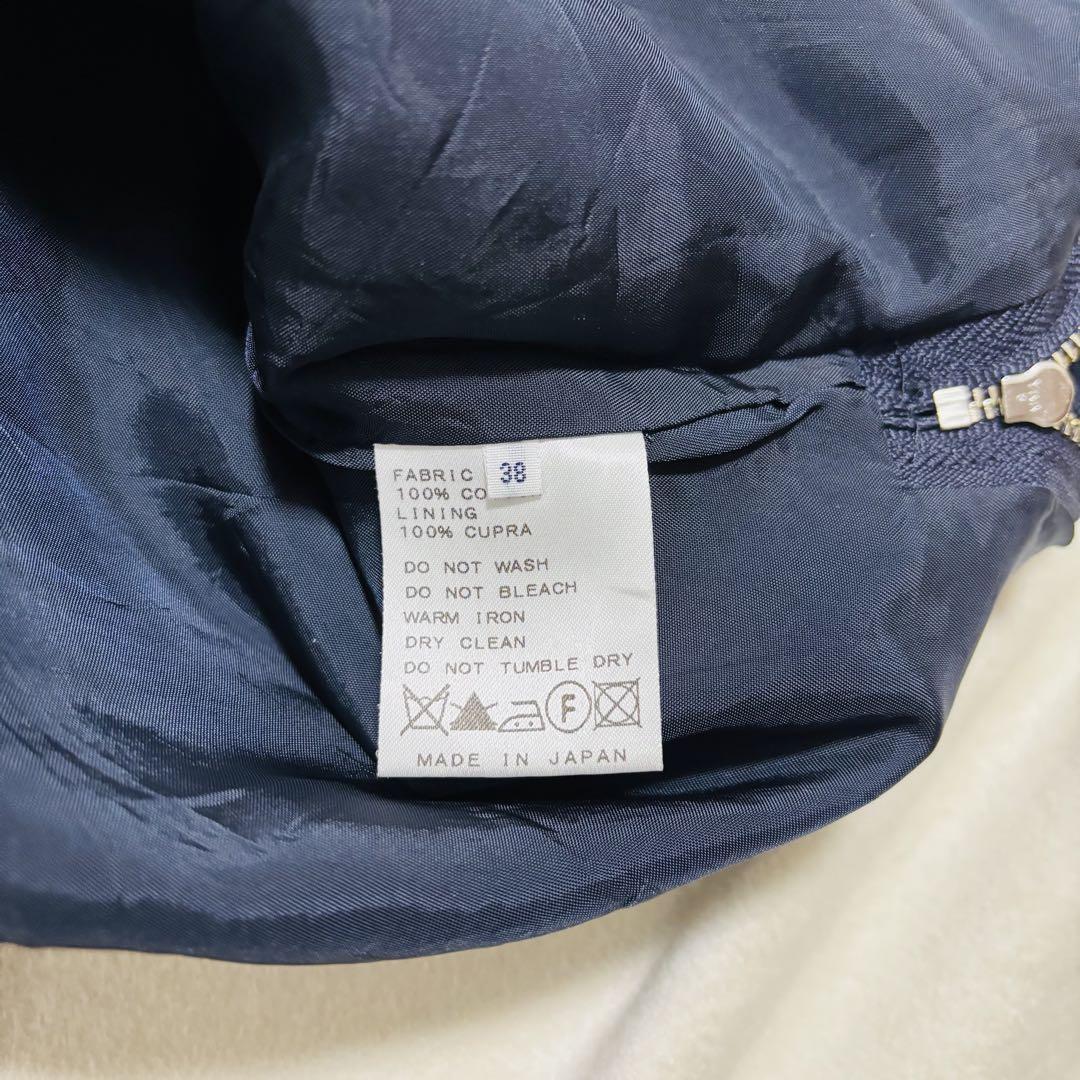 FABRIC 38
100% CO
LINING
100% CUPRA
DO NOT WASH
DO NOT BLEACH
WARM IRON
DRY CLEAN
DO NOT TUMBLE DRY
F
MADE IN JAPAN